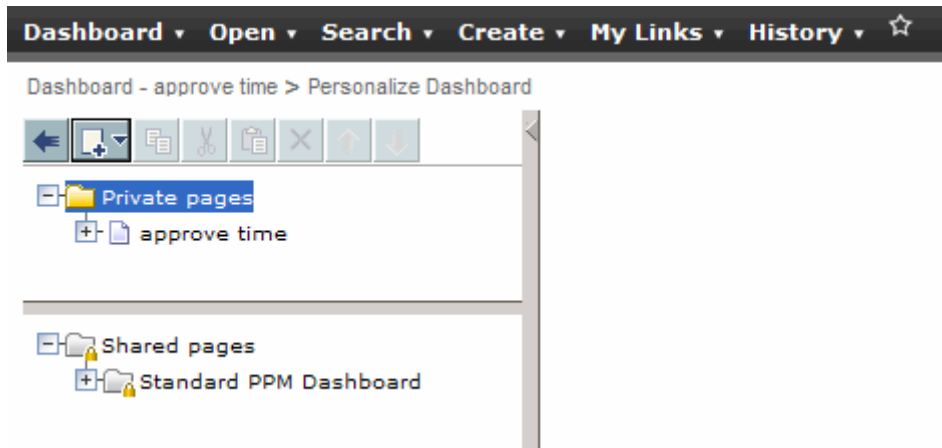 Dashboard Open Search Create My Links History
Dashboard - approve time > Personalize Dashboard
Private pages
approve time
Shared pages
Standard PPM Dashboard